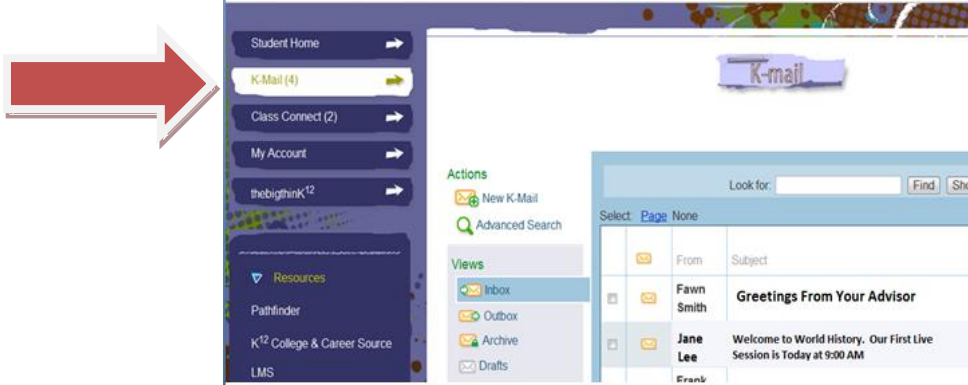 Student Home
K-Mail (4)
Class Connect (2)
My Account
thebigthinK12
Resources
Pathfinder
K12 College & Career Source
LMS
K-mail
Actions
New K-Mail
Advanced Search
Views
Inbox
Outbox
Archive
Drafts
Look for: Find
Select: Page None
From Subject
Fawn Smith Greetings From Your Advisor
Jane Lee Welcome to World History. Our First Live
Session is Today at 9:00 AM
Frank